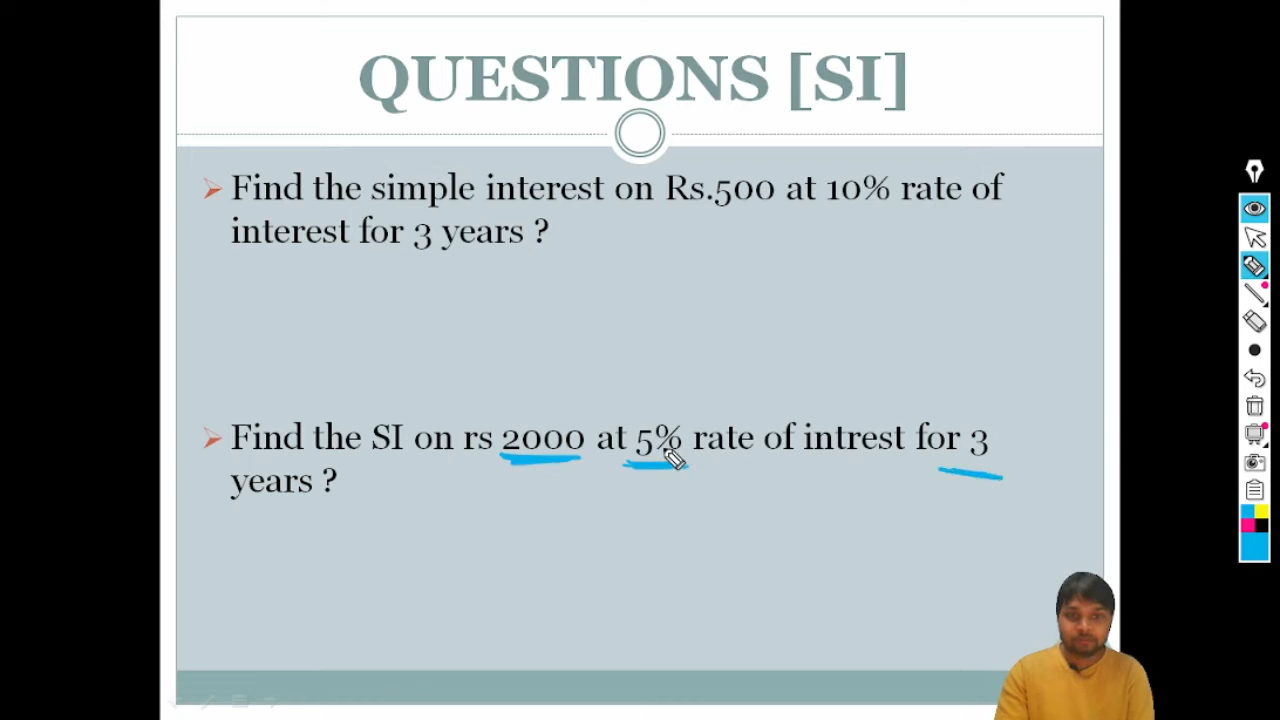 QUESTIONS [SI]
Find the simple interest on Rs.500 at 10% rate of
interest for 3 years ?
Find the SI on rs 2000 at 5% rate of intrest for 3
years ?